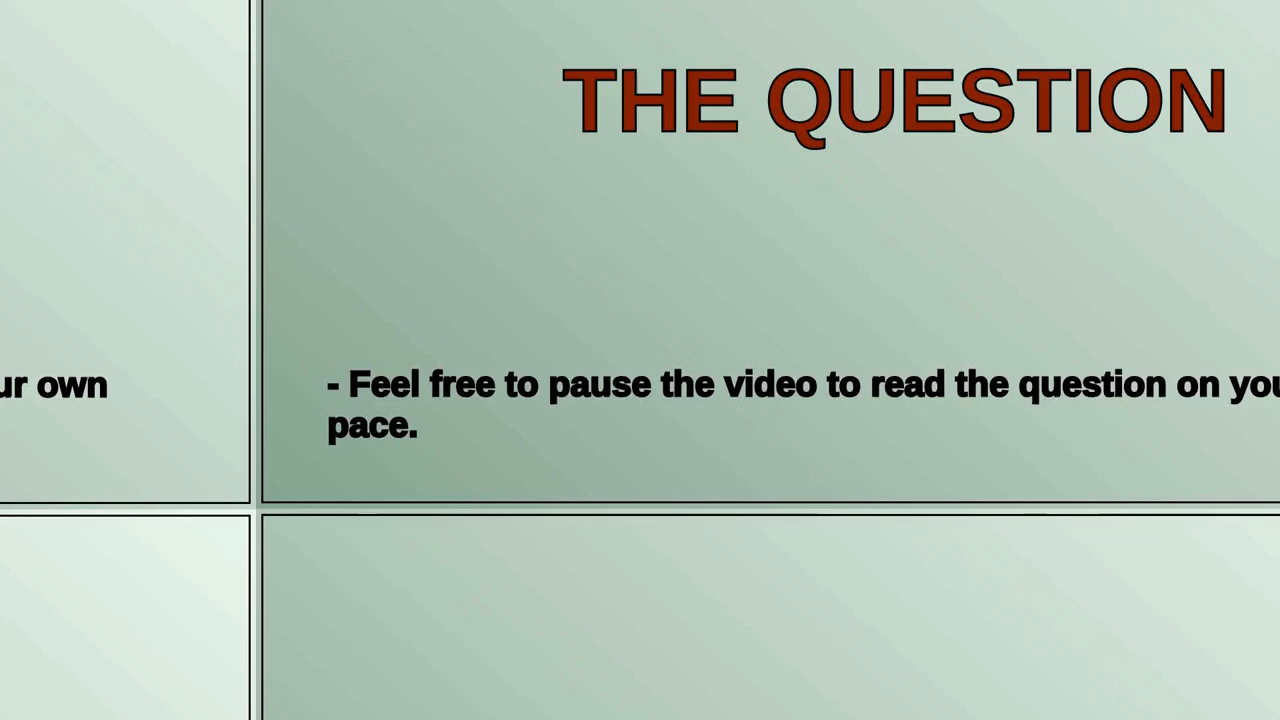 THE QUESTION
ur own
- Feel free to pause the video to read the question on you
pace.